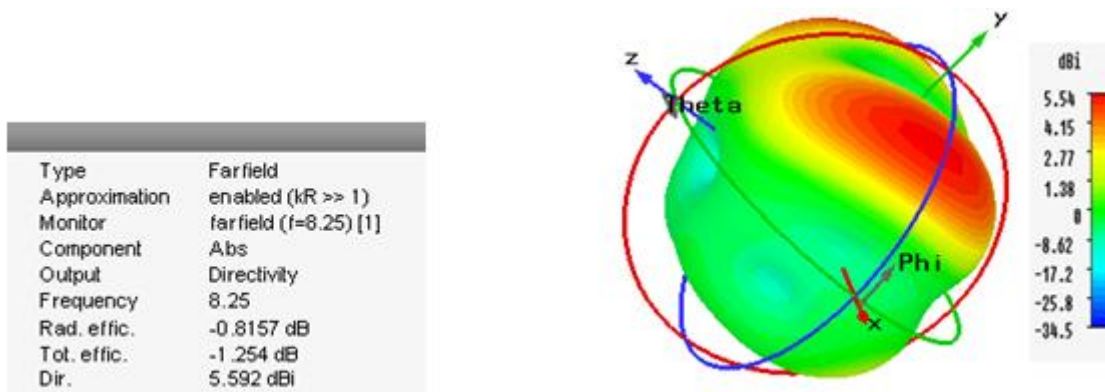 Type Farfield
Approximation enabled (kR >> 1)
Monitor farfield (f=8.25) [1]
Component Abs
Output Directivity
Frequency 8.25
Rad. effic. -0.8157 dB
Tot. effic. -1.254 dB
Dir. 5.592 dBi
y
z
Theta
Phi
x
dBi
5.54
4.15
2.77
1.38
0
-8.62
-17.2
-25.8
-34.5